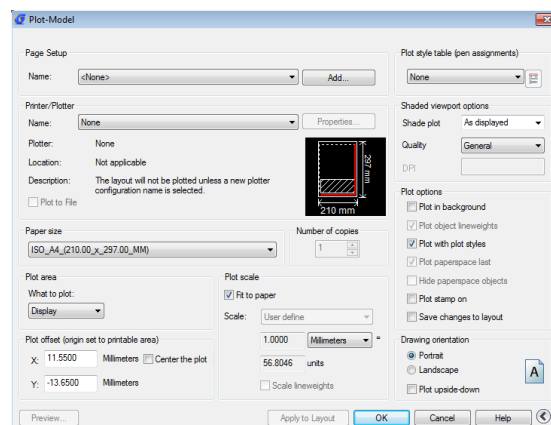 Plot-Model
Page Setup
Name:
<None>
Add...
Printer/Plotter
Name:
None
Properties...
Plotter:
None
Location:
Not applicable
Description:
The layout will not be plotted unless a new plotter
configuration name is selected.
Plot to File
297 mm
210 mm
Paper size
ISO_A4_(210.00_x_297.00_MM)
Number of copies
1
Plot area
What to plot:
Display
Plot offset (origin set to printable area)
X:
11.5500
Millimeters
Center the plot
Y:
-13.6500
Millimeters
Plot scale
Fit to paper
Scale:
User define
1.0000
Millimeters
=
56.8046
units
Scale lineweights
Plot style table (pen assignments)
None
Shaded viewport options
Shade plot
As displayed
Quality
General
DPI
Plot options
Plot in background
Plot object lineweights
Plot with plot styles
Plot paperspace last
Hide paperspace objects
Plot stamp on
Save changes to layout
Drawing orientation
Portrait
Landscape
Plot upside-down
A
Preview...
Apply to Layout
OK
Cancel
Help